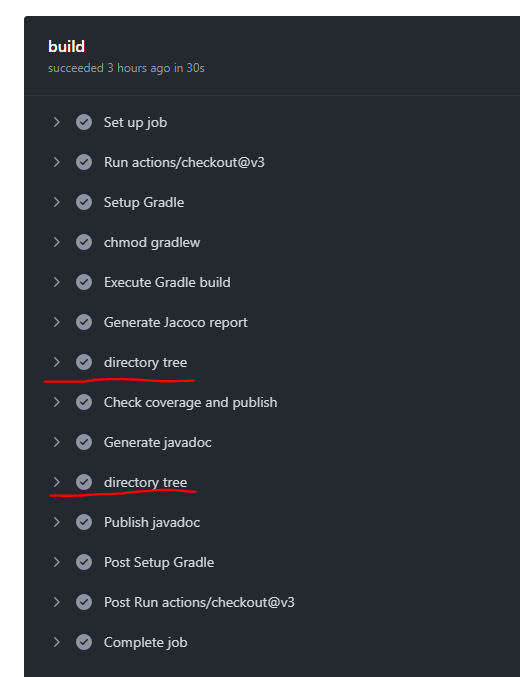 build
succeeded 3 hours ago in 30s
Set up job
Run actions/checkout@v3
Setup Gradle
chmod gradlew
Execute Gradle build
Generate Jacoco report
directory tree
Check coverage and publish
Generate javadoc
directory tree
Publish javadoc
Post Setup Gradle
Post Run actions/checkout@v3
Complete job